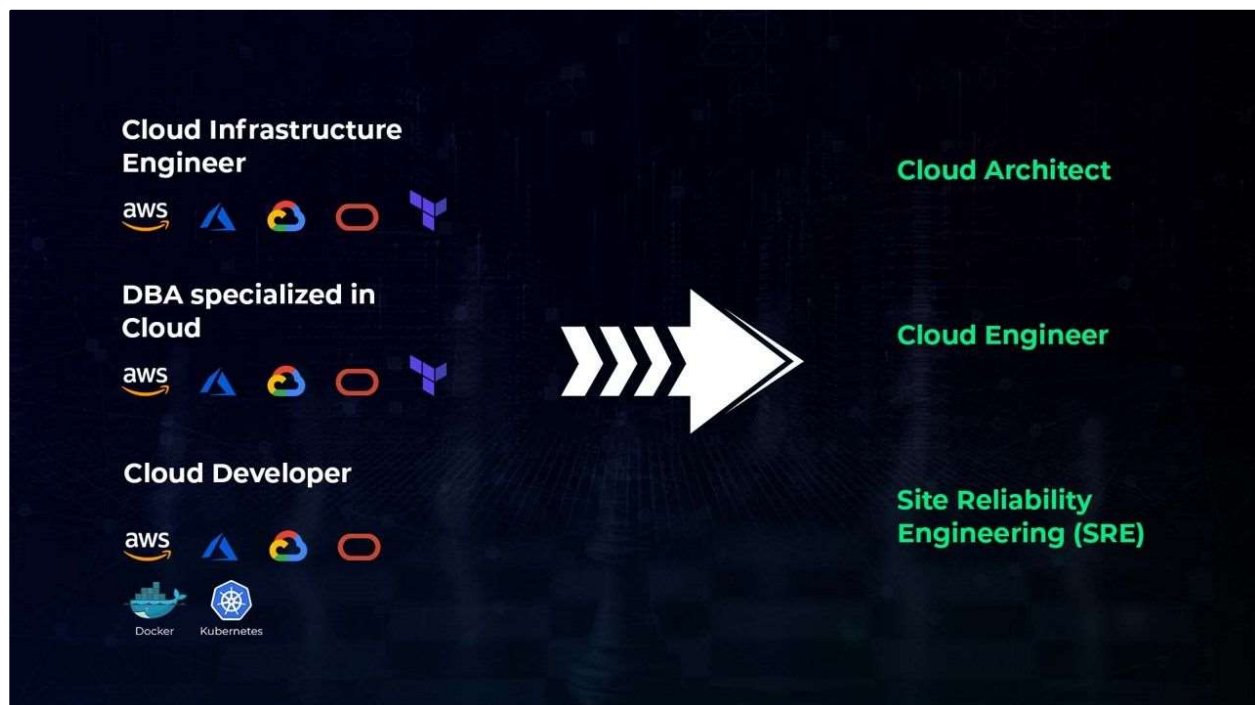 Cloud Infrastructure
Engineer
aws
DBA specialized in
Cloud
aws
Cloud Developer
aws
Docker
Kubernetes
Cloud Architect
Cloud Engineer
Site Reliability
Engineering (SRE)